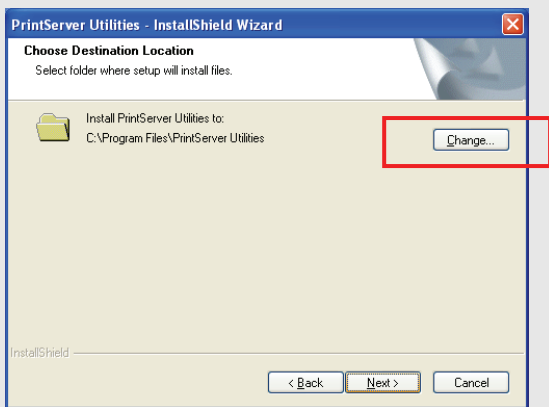 PrintServer Utilities - InstallShield Wizard
Choose Destination Location
Select folder where setup will install files.
Install PrintServer Utilities to:
C:\Program Files\PrintServer Utilities
Change...
InstallShield
< Back
Next >
Cancel